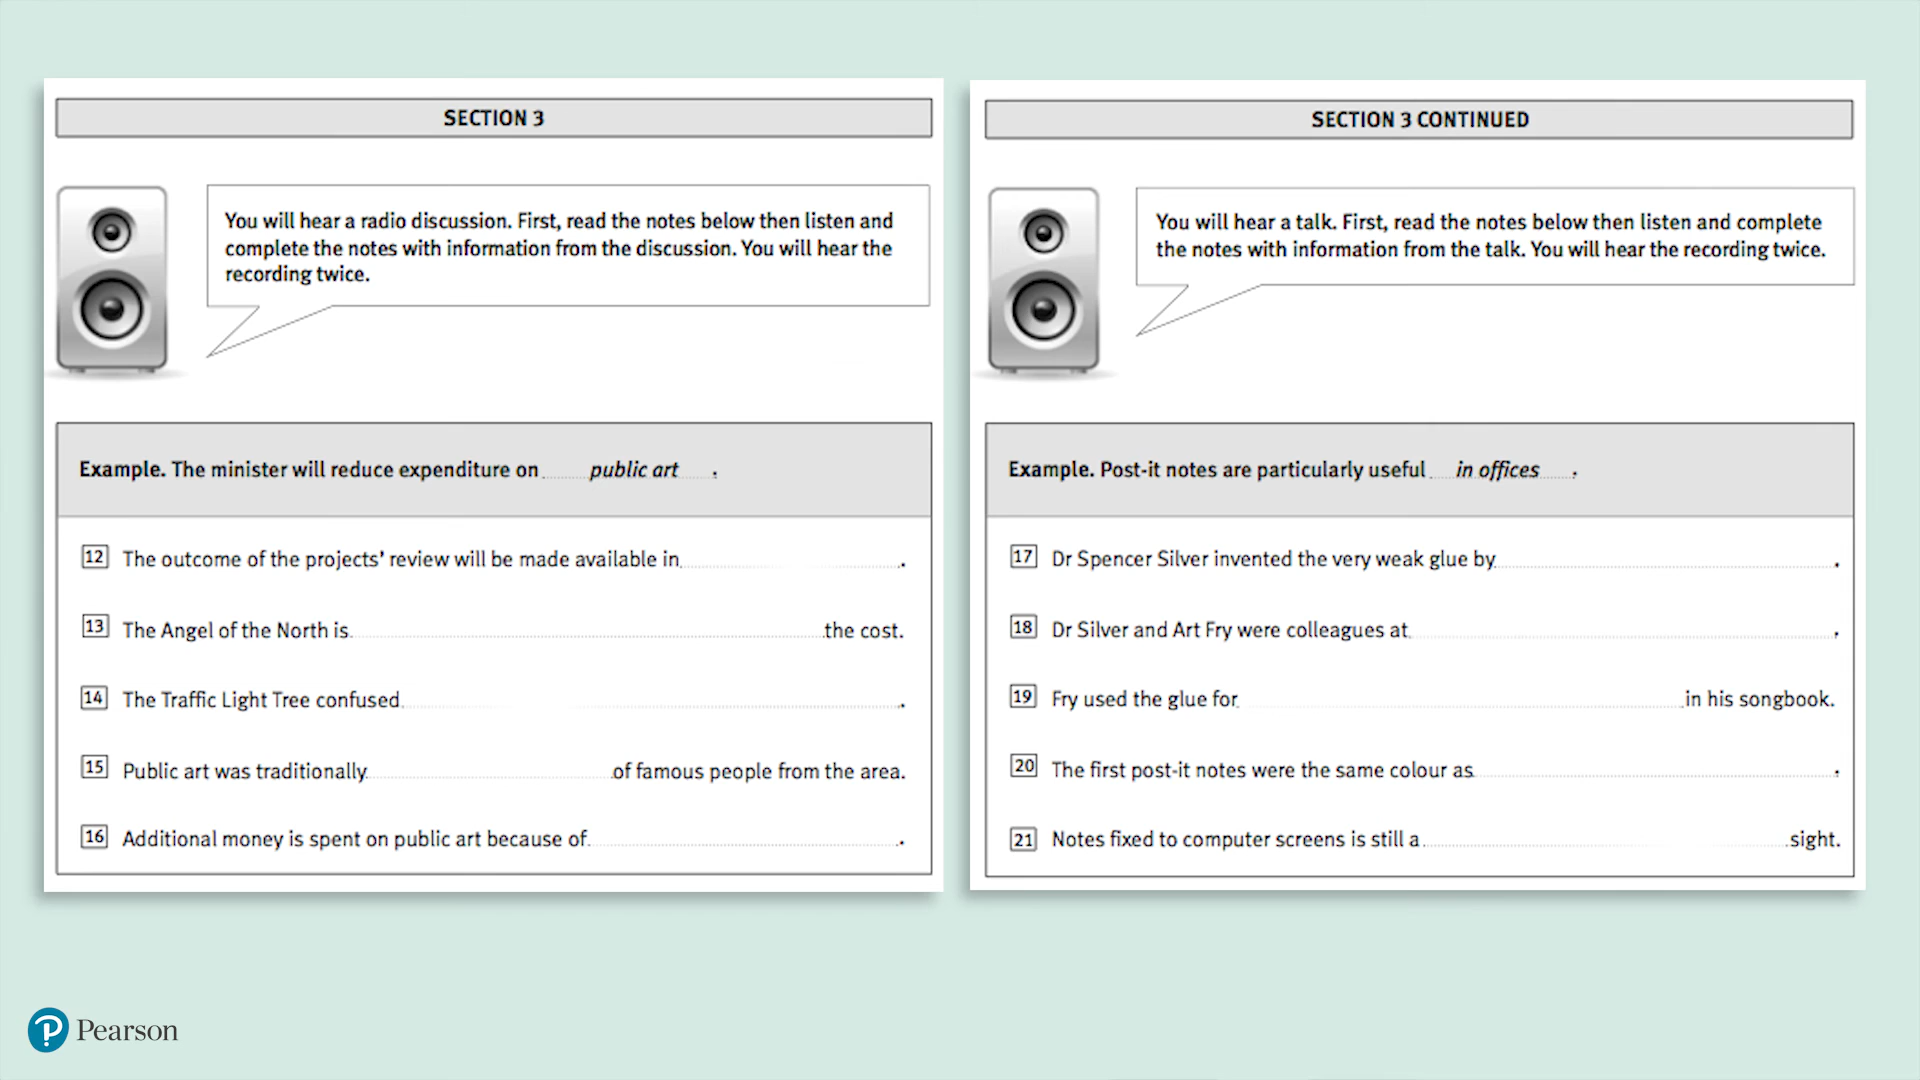 SECTION 3
You will hear a radio discussion. First, read the notes below then listen and
complete the notes with information from the discussion. You will hear the
recording twice.
Example. The minister will reduce expenditure on public art .
12 The outcome of the projects' review will be made available in .
13 The Angel of the North is the cost.
14 The Traffic Light Tree confused .
15 Public art was traditionally of famous people from the area.
16 Additional money is spent on public art because of .
SECTION 3 CONTINUED
You will hear a talk. First, read the notes below then listen and complete
the notes with information from the talk. You will hear the recording twice.
Example. Post-it notes are particularly useful in offices .
17 Dr Spencer Silver invented the very weak glue by .
18 Dr Silver and Art Fry were colleagues at .
19 Fry used the glue for in his songbook.
20 The first post-it notes were the same colour as .
21 Notes fixed to computer screens is still a sight.
Pearson